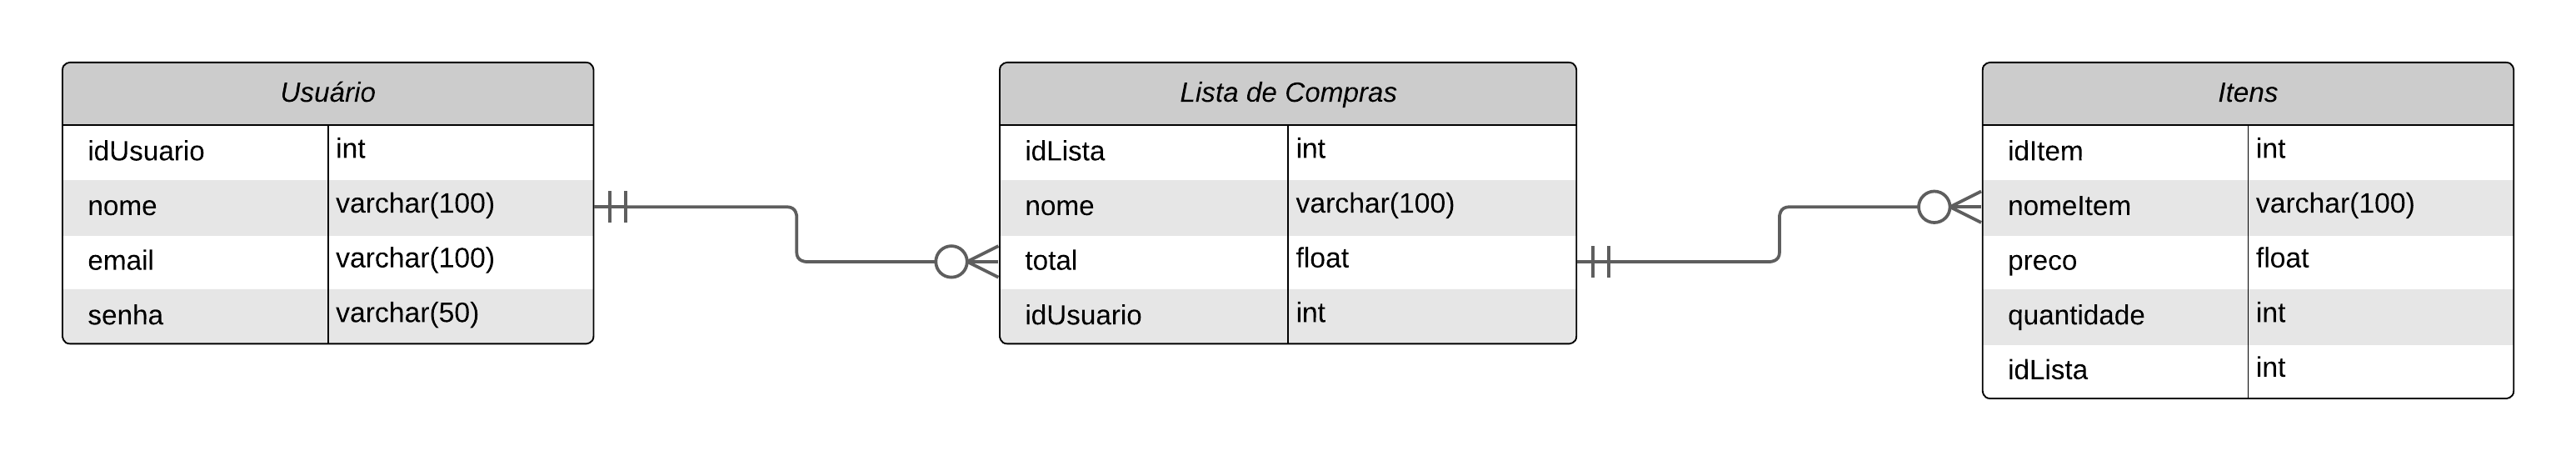 Usuário
idUsuario int
nome varchar(100)
email varchar(100)
senha varchar(50)
Lista de Compras
idLista int
nome varchar(100)
total float
idUsuario int
Itens
idItem int
nomeItem varchar(100)
preco float
quantidade int
idLista int